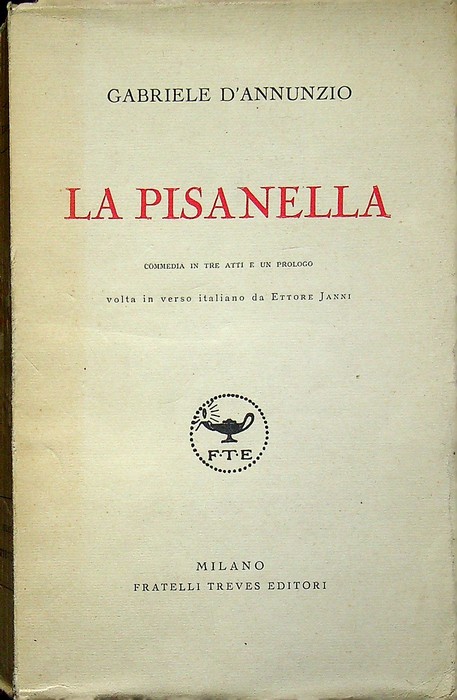 GABRIELE D'ANNUNZIO
LA PISANELLA
COMMEDIA IN TRE ATTI E UN PROLOGO
volta in verso italiano da ETTORE JANNI
F·T·E
MILANO
FRATELLI TREVES EDITORI